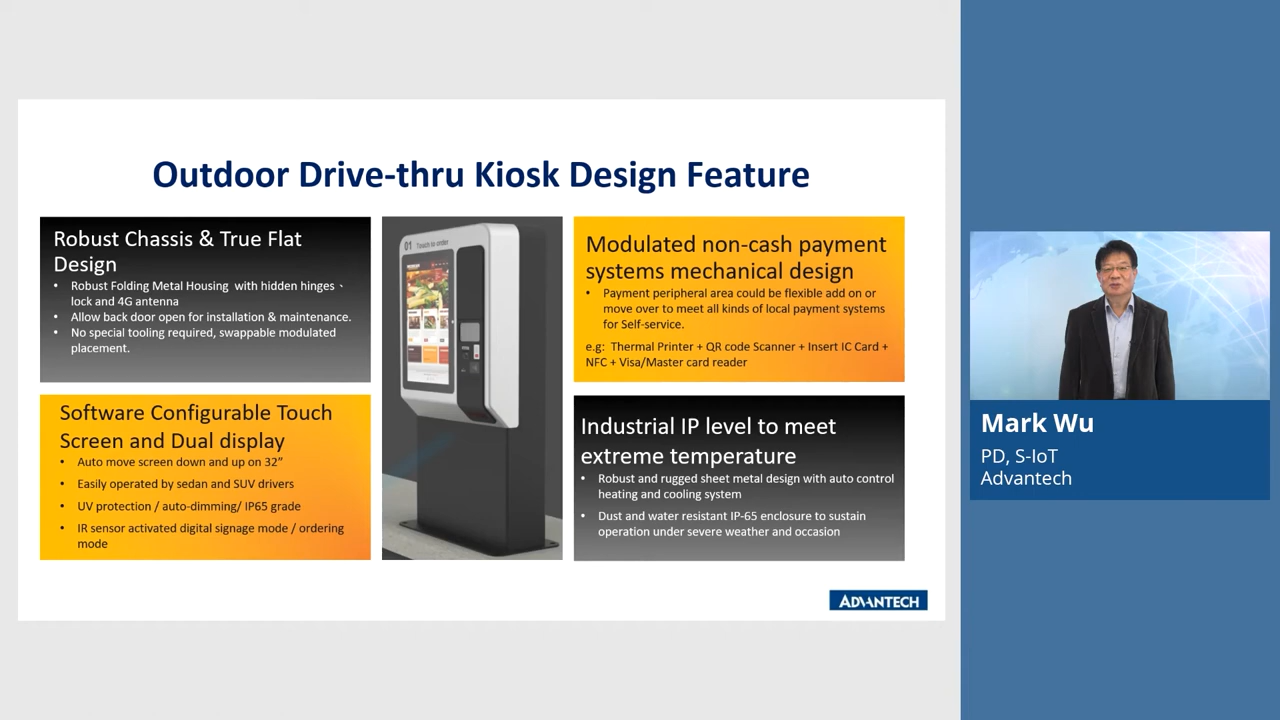 Outdoor Drive-thru Kiosk Design Feature
Robust Chassis & True Flat
Design
• Robust Folding Metal Housing with hidden hinges、
lock and 4G antenna
• Allow back door open for installation & maintenance.
• No special tooling required, swappable modulated
placement.
Software Configurable Touch
Screen and Dual display
• Auto move screen down and up on 32”
• Easily operated by sedan and SUV drivers
• UV protection / auto-dimming/ IP65 grade
• IR sensor activated digital signage mode / ordering
mode
01 Touch to order
Modulated non-cash payment
systems mechanical design
• Payment peripheral area could be flexible add on or
move over to meet all kinds of local payment systems
for Self-service.
e.g: Thermal Printer + QR code Scanner + Insert IC Card +
NFC + Visa/Master card reader
Industrial IP level to meet
extreme temperature
• Robust and rugged sheet metal design with auto control
heating and cooling system
• Dust and water resistant IP-65 enclosure to sustain
operation under severe weather and occasion
ADVANTECH
Mark Wu
PD, S-IoT
Advantech